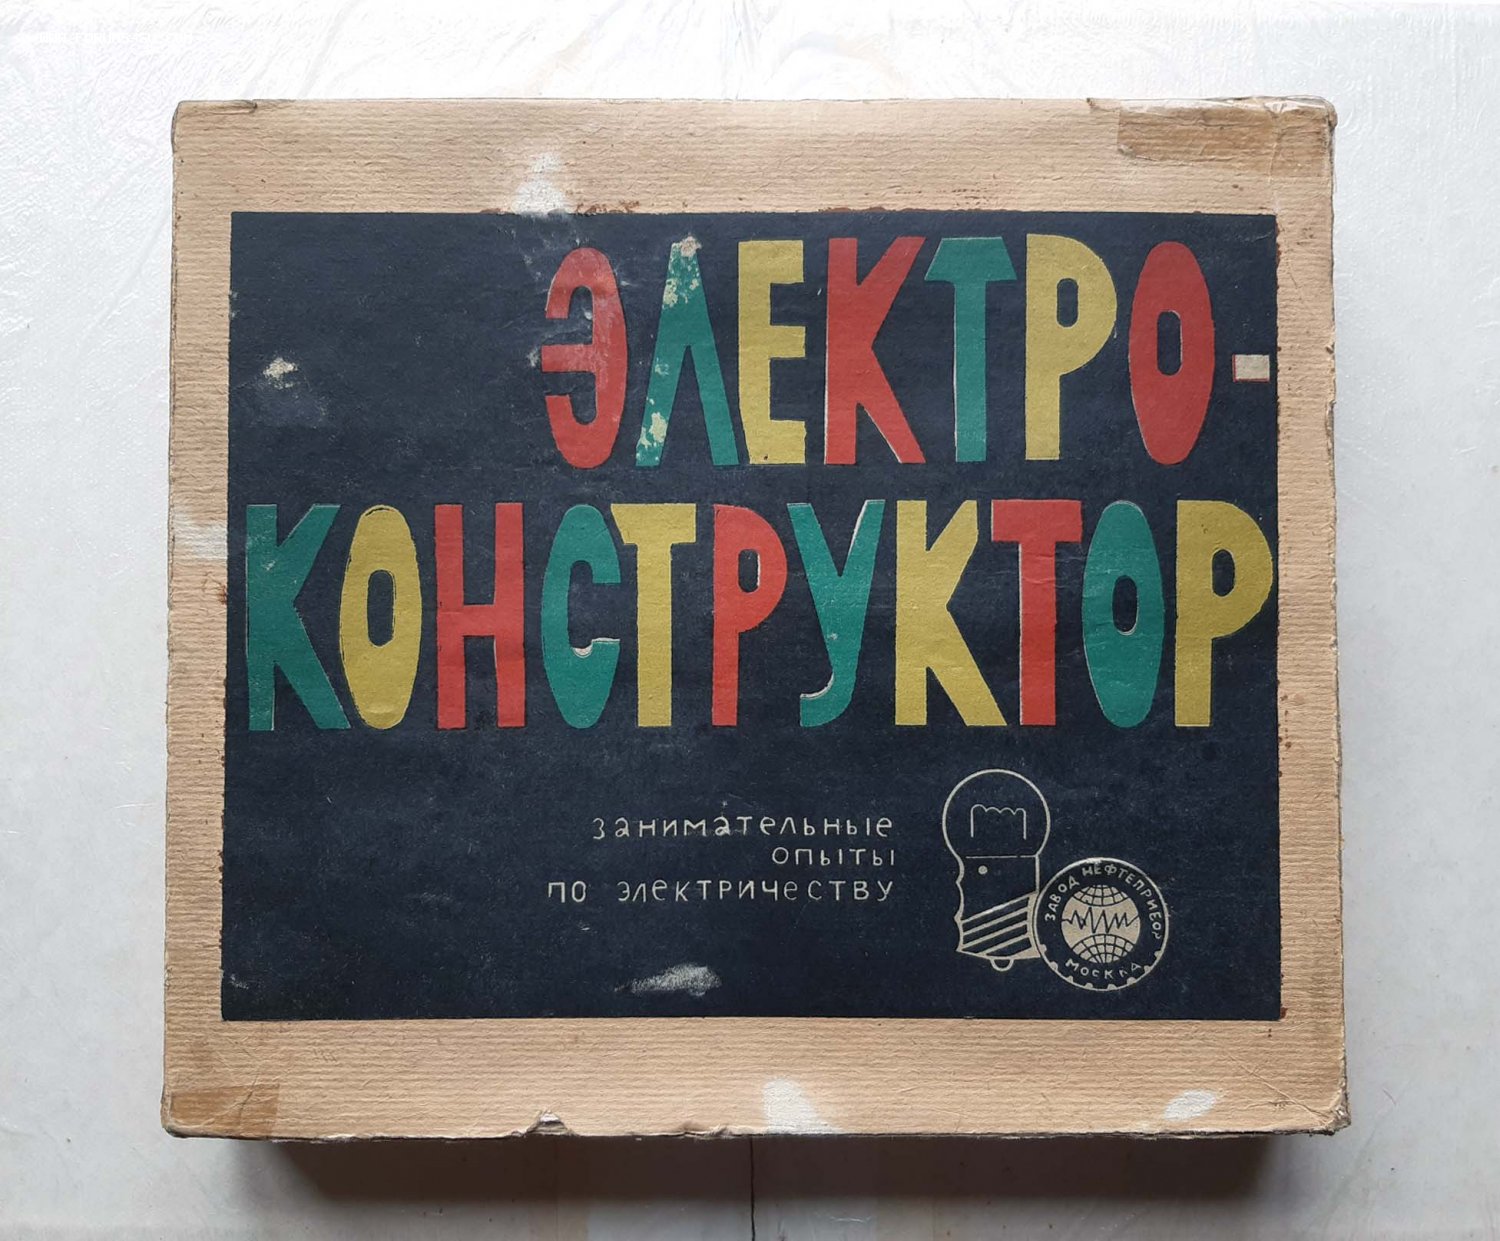 ЭЛЕКТРО-
КОНСТРУКТОР
занимательные
опыты
по электричеству
ЗАВОД НЕФТЕПРИБОР
МОСКВА